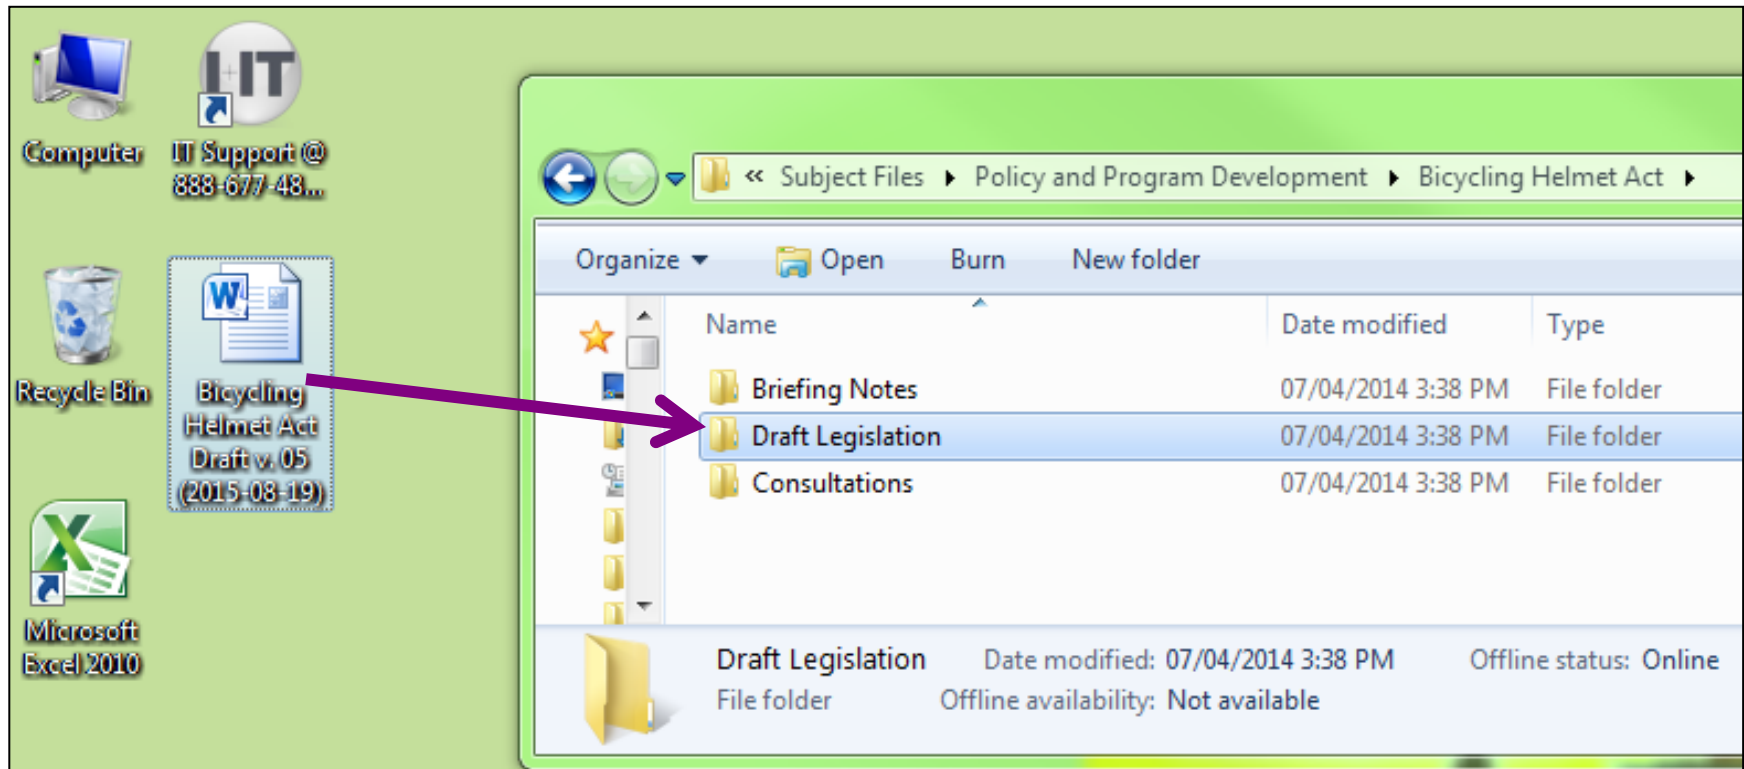 I+IT
Computer
IT Support @
888-677-48...
Recycle Bin
W
Bicycling
Helmet Act
Draft v. 05
(2015-08-19)
Microsoft
Excel 2010
« Subject Files ▸ Policy and Program Development ▸ Bicycling Helmet Act ▸
Organize Open Burn New folder
Name Date modified Type
Briefing Notes 07/04/2014 3:38 PM File folder
Draft Legislation 07/04/2014 3:38 PM File folder
Consultations 07/04/2014 3:38 PM File folder
Draft Legislation Date modified: 07/04/2014 3:38 PM Offline status: Online
File folder Offline availability: Not available